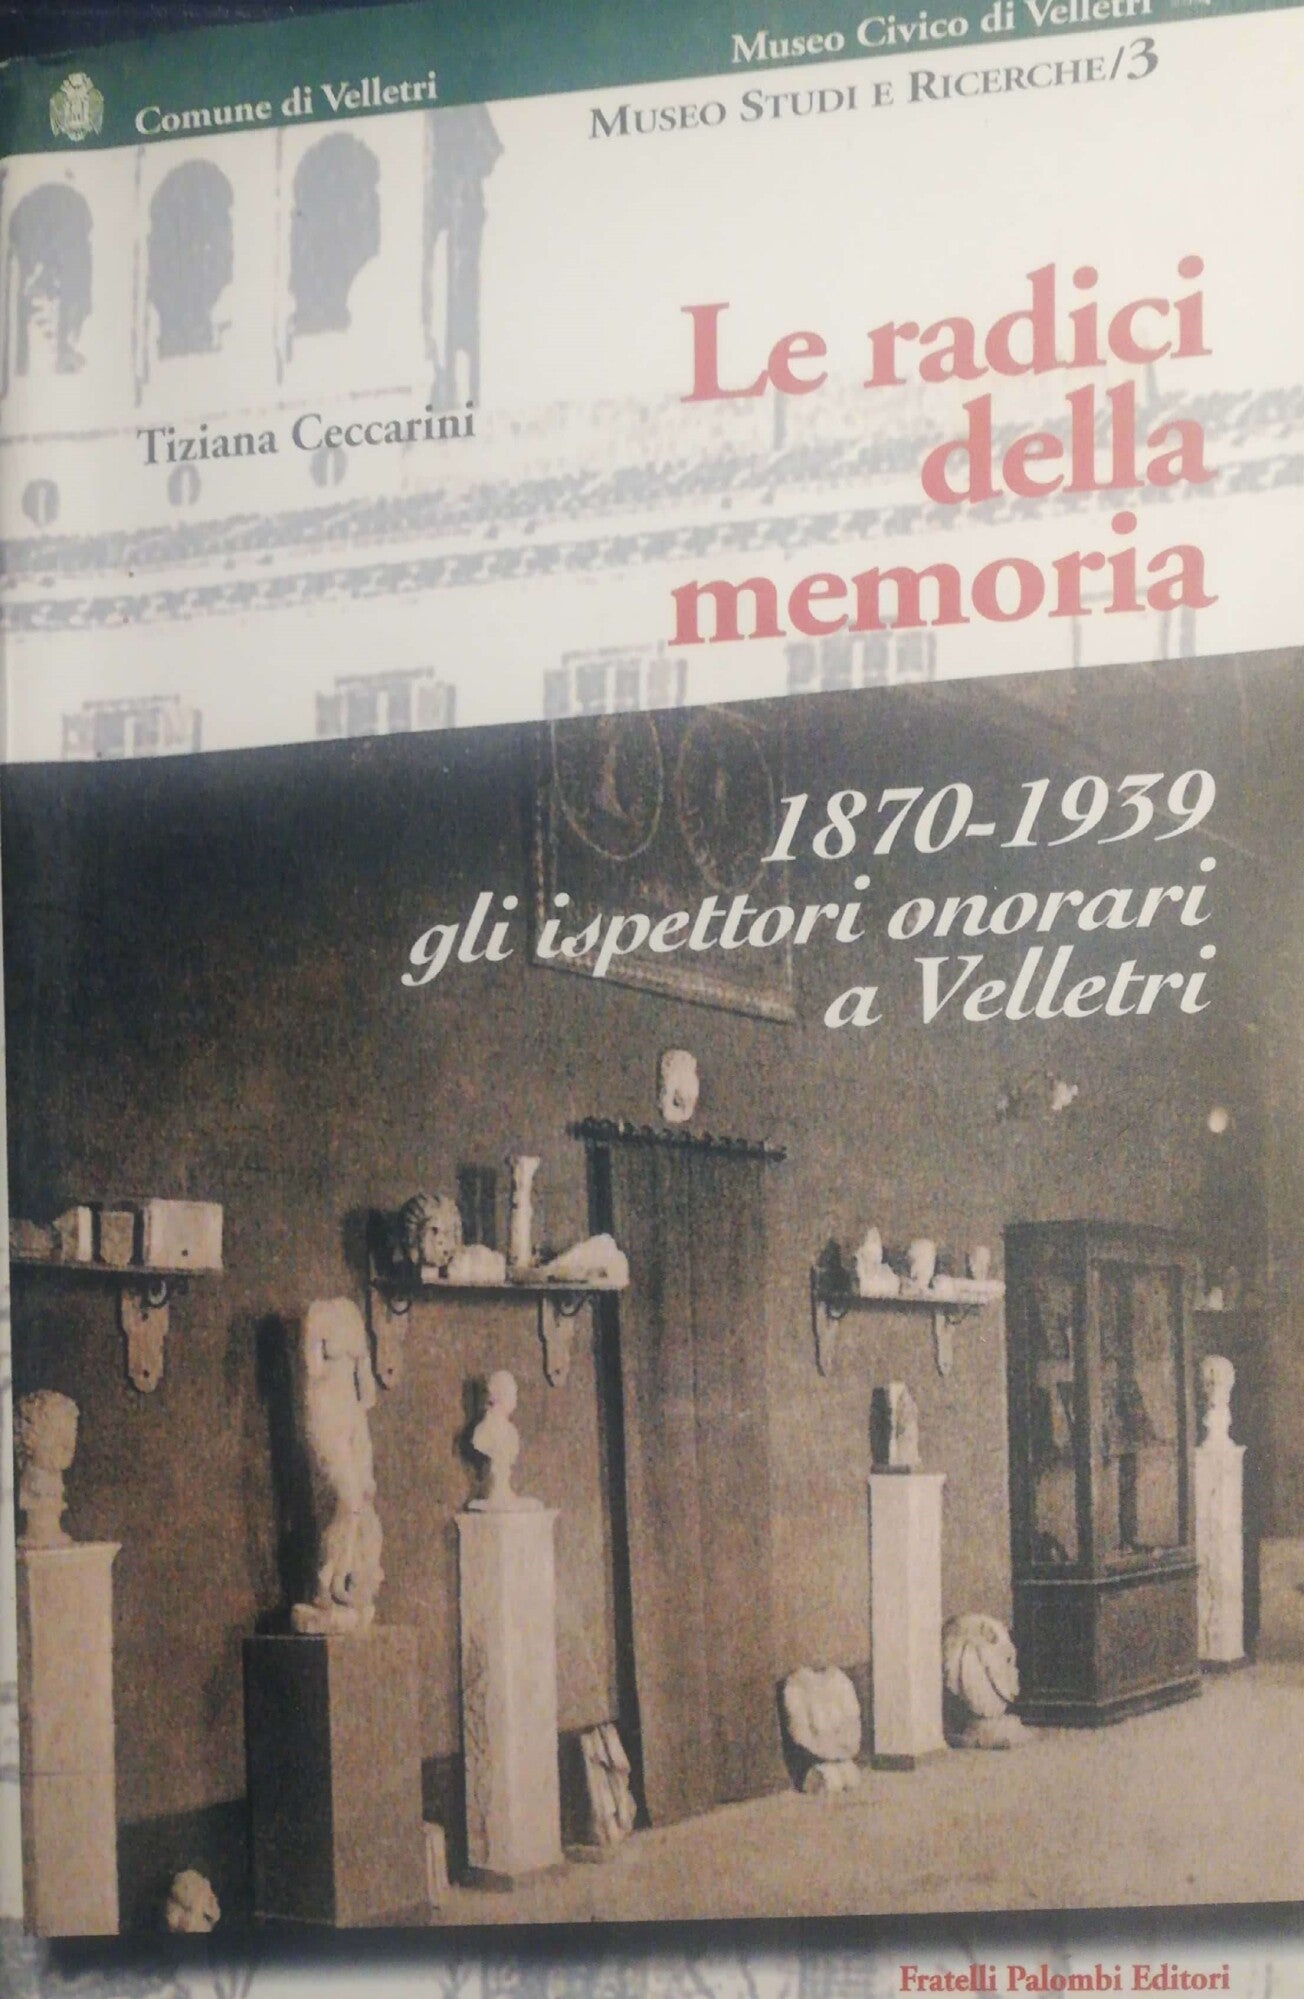 Comune di Velletri
Museo Civico di Velletri
MUSEO STUDI E RICERCHE/3
Le radici
della
memoria
Tiziana Ceccarini
1870-1939
gli ispettori onorari
a Velletri
Fratelli Palombi Editori